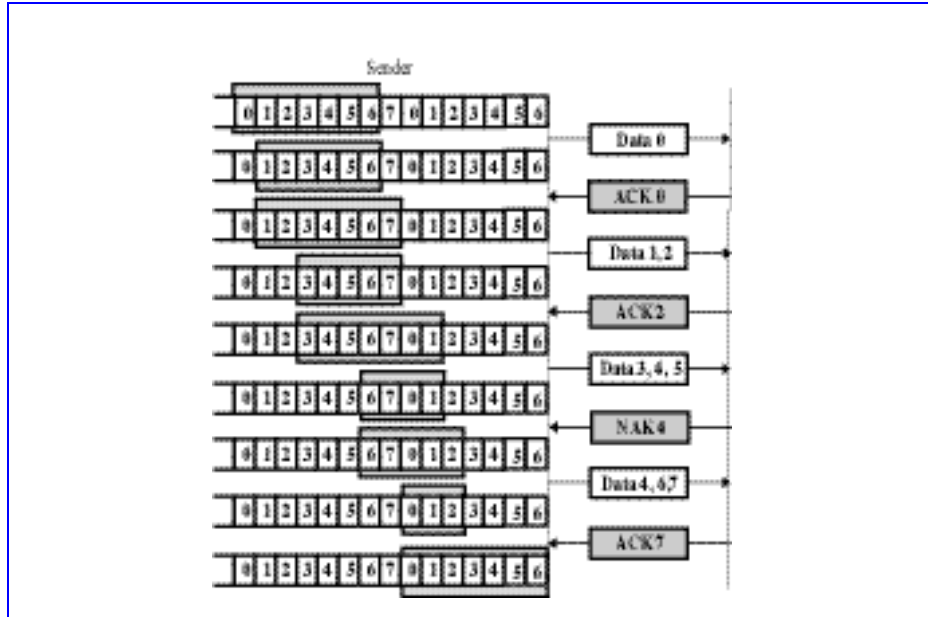 Sender
0 1 2 3 4 5 6 7 0 1 2 3 4 5 6
Data 0
0 1 2 3 4 5 6 7 0 1 2 3 4 5 6
ACK 0
0 1 2 3 4 5 6 7 0 1 2 3 4 5 6
Data 1, 2
0 1 2 3 4 5 6 7 0 1 2 3 4 5 6
ACK 2
0 1 2 3 4 5 6 7 0 1 2 3 4 5 6
Data 3, 4, 5
0 1 2 3 4 5 6 7 0 1 2 3 4 5 6
NAK 4
0 1 2 3 4 5 6 7 0 1 2 3 4 5 6
Data 4, 6,7
0 1 2 3 4 5 6 7 0 1 2 3 4 5 6
ACK 7
0 1 2 3 4 5 6 7 0 1 2 3 4 5 6